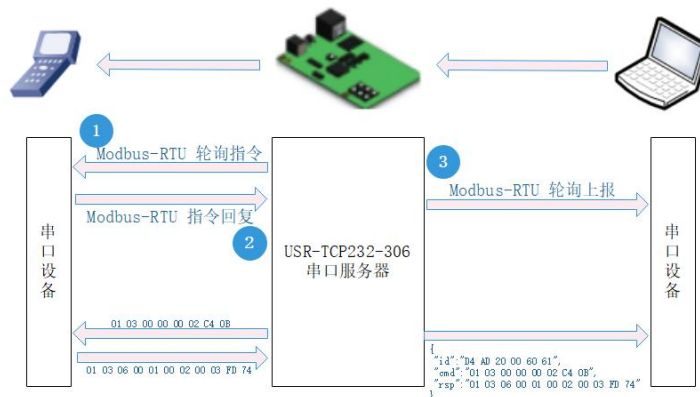 1
Modbus-RTU 轮询指令
3
Modbus-RTU 轮询上报
Modbus-RTU 指令回复
2
串口设备
USR-TCP232-306
串口服务器
串口设备
01 03 00 00 00 02 C4 0B
01 03 06 00 01 00 02 00 03 FD 74
{
"id":"D4 AD 20 00 60 61",
"cmd":"01 03 00 00 00 02 C4 0B",
"rsp":"01 03 06 00 01 00 02 00 03 FD 74"
}